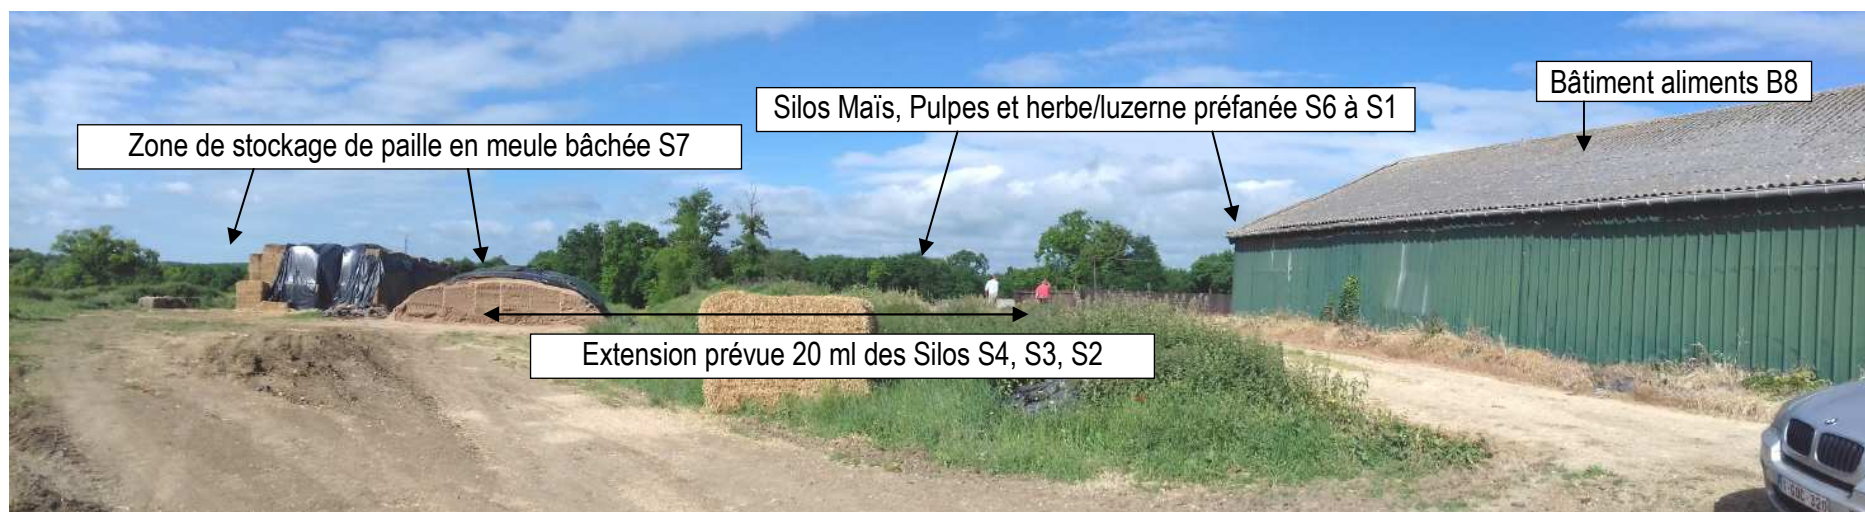 Bâtiment aliments B8
Silos Maïs, Pulpes et herbe/luzerne préfanée S6 à S1
Zone de stockage de paille en meule bâchée S7
Extension prévue 20 ml des Silos S4, S3, S2